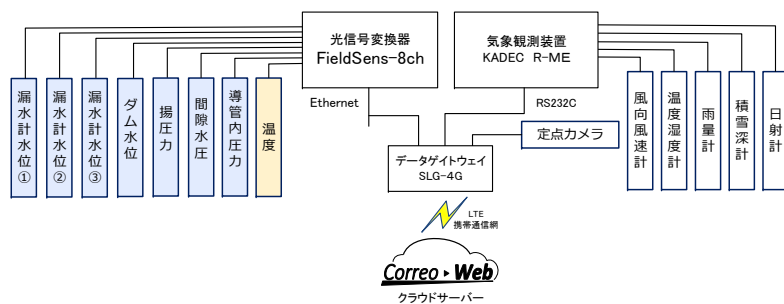 光信号変換器
FieldSens-8ch
気象観測装置
KADEC R-ME
漏水計水位①
漏水計水位②
漏水計水位③
ダム水位
揚圧力
間隙水圧
導管内圧力
温度
Ethernet
RS232C
風向風速計
温度湿度計
雨量計
積雪深計
日射計
定点カメラ
データゲイトウェイ
SLG-4G
LTE
携帯通信網
Correo ▸ Web
クラウドサーバー